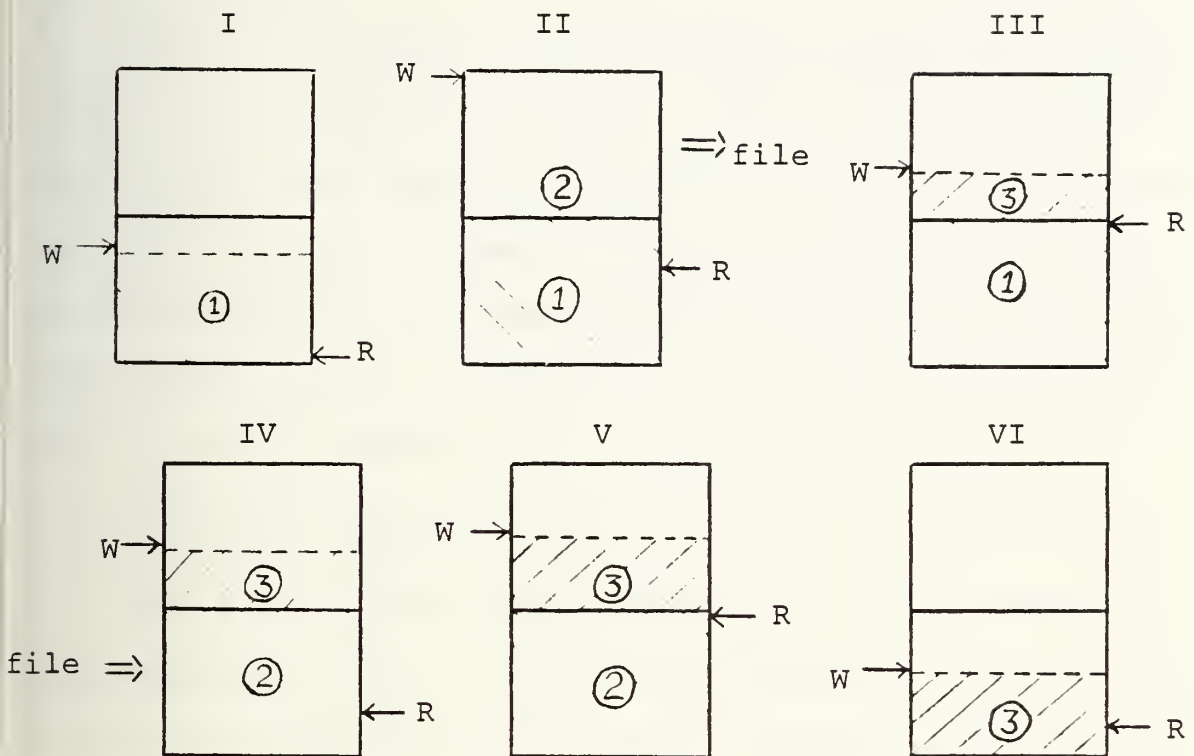 I II III
W
② ⇒ file
W ③
① R
W
① R
① R
IV V VI
W ③
W ③ R
file ⇒ ② R
②
W
③ R